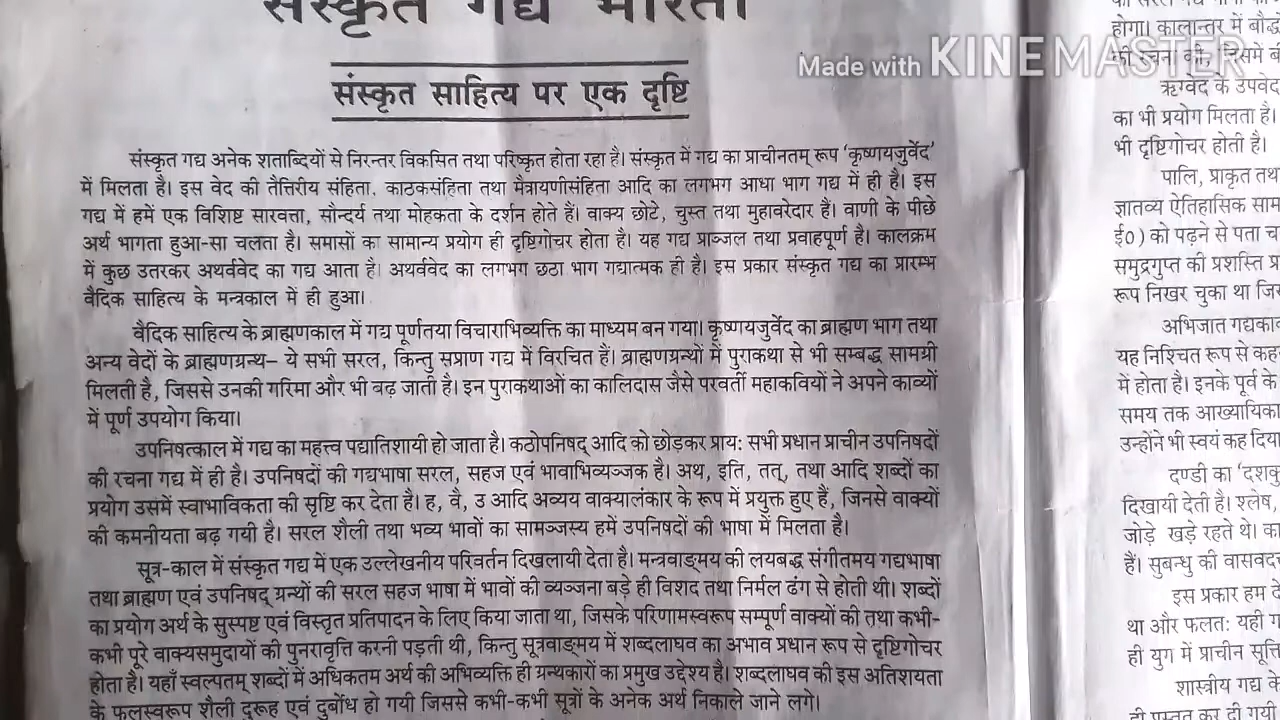 संस्कृत गद्य भारती
Made with KINEMASTER
संस्कृत साहित्य पर एक दृष्टि
संस्कृत गद्य अनेक शताब्दियों से निरन्तर विकसित तथा परिष्कृत होता रहा है। संस्कृत में गद्य का प्राचीनतम् रूप ‘कृष्णयजुर्वेद’
में मिलता है। इस वेद की तैत्तिरीय संहिता. काठकसंहिता तथा मैत्रायणीसंहिता आदि का लगभग आधा भाग गद्य में ही है। इस
गद्य में हमें एक विशिष्ट सारवत्ता, सौन्दर्य तथा मोहकता के दर्शन होते हैं। वाक्य छोटे, चुस्त तथा मुहावरेदार हैं। वाणी के पीछे
अर्थ भागता हुआ-सा चलता है। समासों का सामान्य प्रयोग ही दृष्टिगोचर होता है। यह गद्य प्राञ्जल तथा प्रवाहपूर्ण है। कालक्रम
में कुछ उतरकर अथर्ववेद का गद्य आता है। अथर्ववेद का लगभग छठा भाग गद्यात्मक ही है। इस प्रकार संस्कृत गद्य का प्रारम्भ
वैदिक साहित्य के मन्त्रकाल में ही हुआ।
वैदिक साहित्य के ब्राह्मणकाल में गद्य पूर्णतया विचाराभिव्यक्ति का माध्यम बन गया। कृष्णयजुर्वेद का ब्राह्मण भाग तथा
अन्य वेदों के ब्राह्मणग्रन्थ– ये सभी सरल, किन्तु सप्राण गद्य में विरचित हैं। ब्राह्मणग्रन्थों में पुराकथा से भी सम्बद्ध सामग्री
मिलती है, जिससे उनकी गरिमा और भी बढ़ जाती है। इन पुराकथाओं का कालिदास जैसे परवर्ती महाकवियों ने अपने काव्यों
में पूर्ण उपयोग किया।
उपनिषत्काल में गद्य का महत्त्व पद्यातिशायी हो जाता है। कठोपनिषद् आदि को छोड़कर प्राय: सभी प्रधान प्राचीन उपनिषदों
की रचना गद्य में ही है। उपनिषदों की गद्यभाषा सरल, सहज एवं भावाभिव्यञ्जक है। अथ, इति, तत्, तथा आदि शब्दों का
प्रयोग उसमें स्वाभाविकता की सृष्टि कर देता है। ह, वै, उ आदि अव्यय वाक्यालंकार के रूप में प्रयुक्त हुए हैं, जिनसे वाक्यों
की कमनीयता बढ़ गयी है। सरल शैली तथा भव्य भावों का सामञ्जस्य हमें उपनिषदों की भाषा में मिलता है।
सूत्र-काल में संस्कृत गद्य में एक उल्लेखनीय परिवर्तन दिखलायी देता है। मन्त्रवाङ्मय की लयबद्ध संगीतमय गद्यभाषा
तथा ब्राह्मण एवं उपनिषद् ग्रन्थों की सरल सहज भाषा में भावों की व्यञ्जना बड़े ही विशद तथा निर्मल ढंग से होती थी। शब्दों
का प्रयोग अर्थ के सुस्पष्ट एवं विस्तृत प्रतिपादन के लिए किया जाता था, जिसके परिणामस्वरूप सम्पूर्ण वाक्यों की तथा कभी-
कभी पूरे वाक्यसमुदायों की पुनरावृत्ति करनी पड़ती थी, किन्तु सूत्रवाङ्मय में शब्दलाघव का अभाव प्रधान रूप से दृष्टिगोचर
होता है। यहाँ स्वल्पतम् शब्दों में अधिकतम अर्थ की अभिव्यक्ति ही ग्रन्थकारों का प्रमुख उद्देश्य है। शब्दलाघव की इस अतिशयता
के फलस्वरूप शैली दुरूह एवं दुर्बोध हो गयी जिससे कभी-कभी सूत्रों के अनेक अर्थ निकाले जाने लगे।
होगा। कालान्तर में
ऋग्वेद के उपवेद
का भी प्रयोग मिलता है।
भी दृष्टिगोचर होती है।
पालि, प्राकृत
ज्ञातव्य ऐतिहासिक
ई०) को पढ़ने से पता
समुद्रगुप्त की प्रशस्ति
रूप निखर चुका था
अभिजात
यह निश्चित रूप से
में होता है। इनके पूर्व के
समय तक
उन्होंने भी स्वयं कह
दण्डी का
दिखायी देती है। श्लेष,
जोड़े खड़े रहते थे।
हैं। सुबन्धु की
इस प्रकार हम
था और फलत: यही
ही युग में प्राचीन
शास्त्रीय गद्य